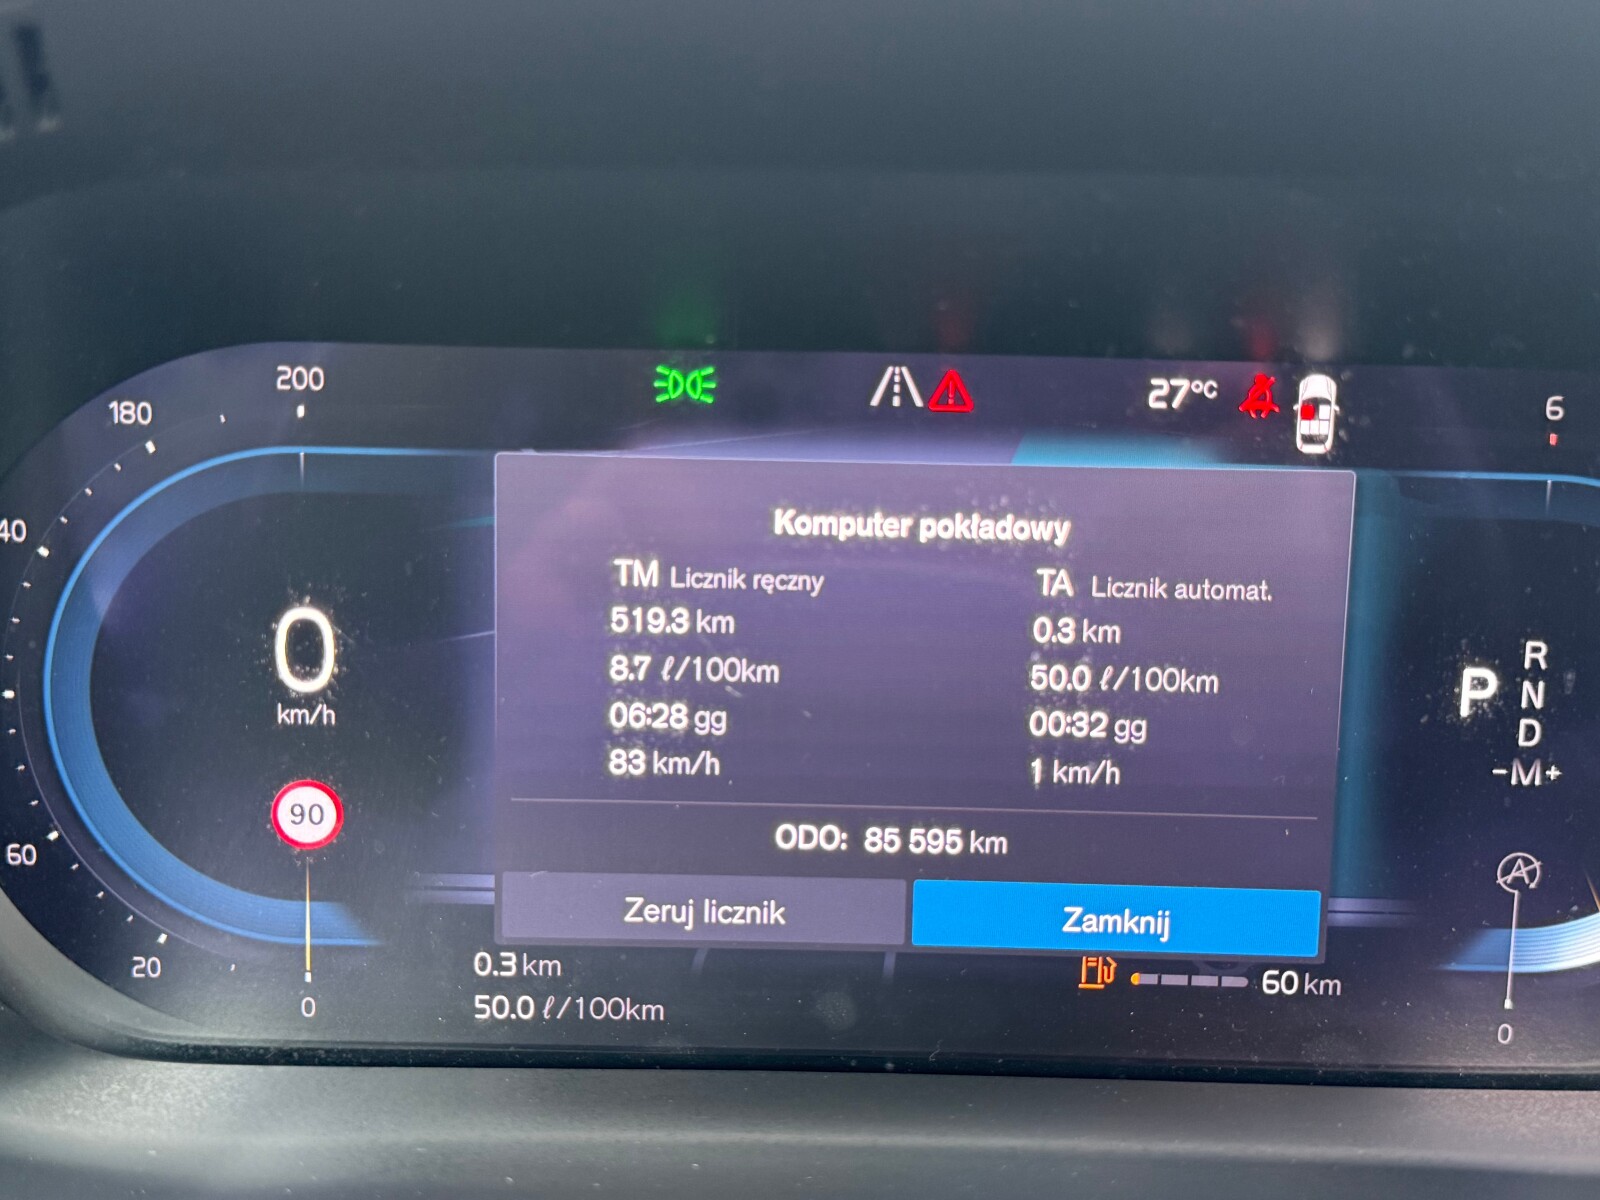 200
180
27°C
6
Komputer pokładowy
TM Licznik ręczny
TA Licznik automat.
519.3 km
0.3 km
8.7 ℓ/100km
50.0 ℓ/100km
06:28 gg
00:32 gg
83 km/h
1 km/h
ODO: 85 595 km
Zeruj licznik
Zamknij
40
0
km/h
90
60
20
0
P
R
N
D
-M+
A
0
0.3 km
50.0 ℓ/100km
60 km